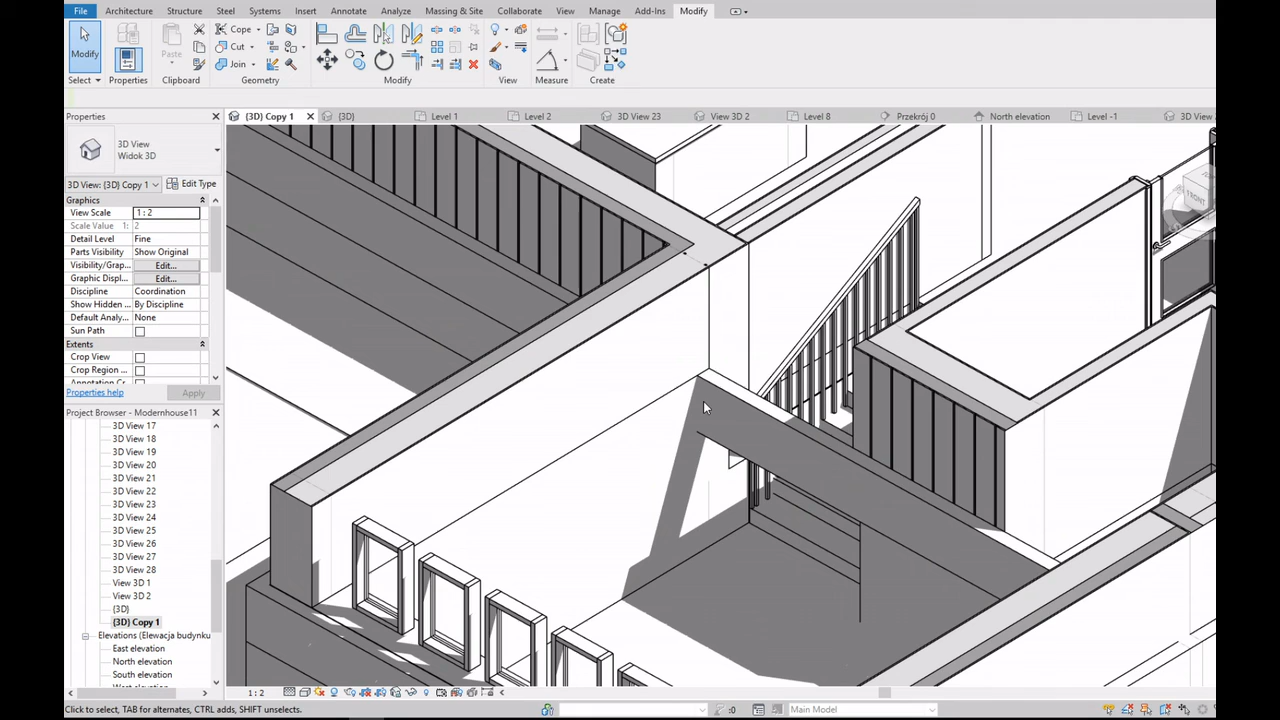 File Architecture Structure Steel Systems Insert Annotate Analyze Massing & Site Collaborate View Manage Add-Ins Modify
Modify Properties Paste Cope Cut Join
Select Properties Clipboard Geometry Modify View Measure Create
Properties
{3D} Copy 1 {3D} Level 1 Level 2 3D View 23 View 3D 2 Level 8 Przekrój 0 North elevation Level -1 3D View
3D View
Widok 3D
3D View: {3D} Copy 1 Edit Type
Graphics
View Scale 1 : 2
Scale Value 1: 2
Detail Level Fine
Parts Visibility Show Original
Visibility/Grap... Edit...
Graphic Displ... Edit...
Discipline Coordination
Show Hidden ... By Discipline
Default Analy... None
Sun Path
Extents
Crop View
Crop Region ...
Properties help Apply
Project Browser - Modernhouse11
3D View 17
3D View 18
3D View 19
3D View 20
3D View 21
3D View 22
3D View 23
3D View 24
3D View 25
3D View 26
3D View 27
3D View 28
View 3D 1
View 3D 2
{3D}
{3D} Copy 1
Elevations (Elewacja budynku
East elevation
North elevation
South elevation
FRONT
1 : 2
Click to select, TAB for alternates, CTRL adds, SHIFT unselects.
:0
Main Model